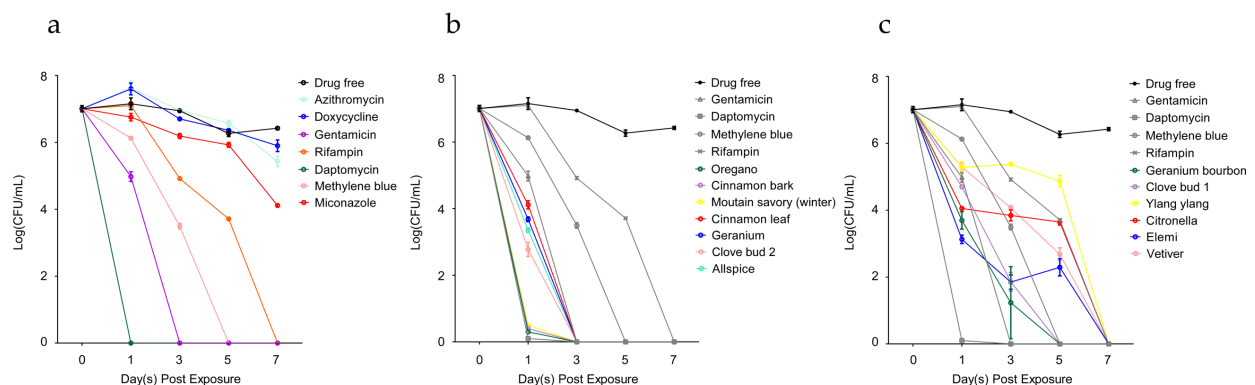 a
8
6
4
2
0
Log(CFU/mL)
0 1 3 5 7
Day(s) Post Exposure
Drug free
Azithromycin
Doxycycline
Gentamicin
Rifampin
Daptomycin
Methylene blue
Miconazole
b
8
6
4
2
0
Log(CFU/mL)
0 1 3 5 7
Day(s) Post Exposure
Drug free
Gentamicin
Daptomycin
Methylene blue
Rifampin
Oregano
Cinnamon bark
Moutain savory (winter)
Cinnamon leaf
Geranium
Clove bud 2
Allspice
c
8
6
4
2
0
Log(CFU/mL)
0 1 3 5 7
Day(s) Post Exposure
Drug free
Gentamicin
Daptomycin
Methylene blue
Rifampin
Geranium bourbon
Clove bud 1
Ylang ylang
Citronella
Elemi
Vetiver